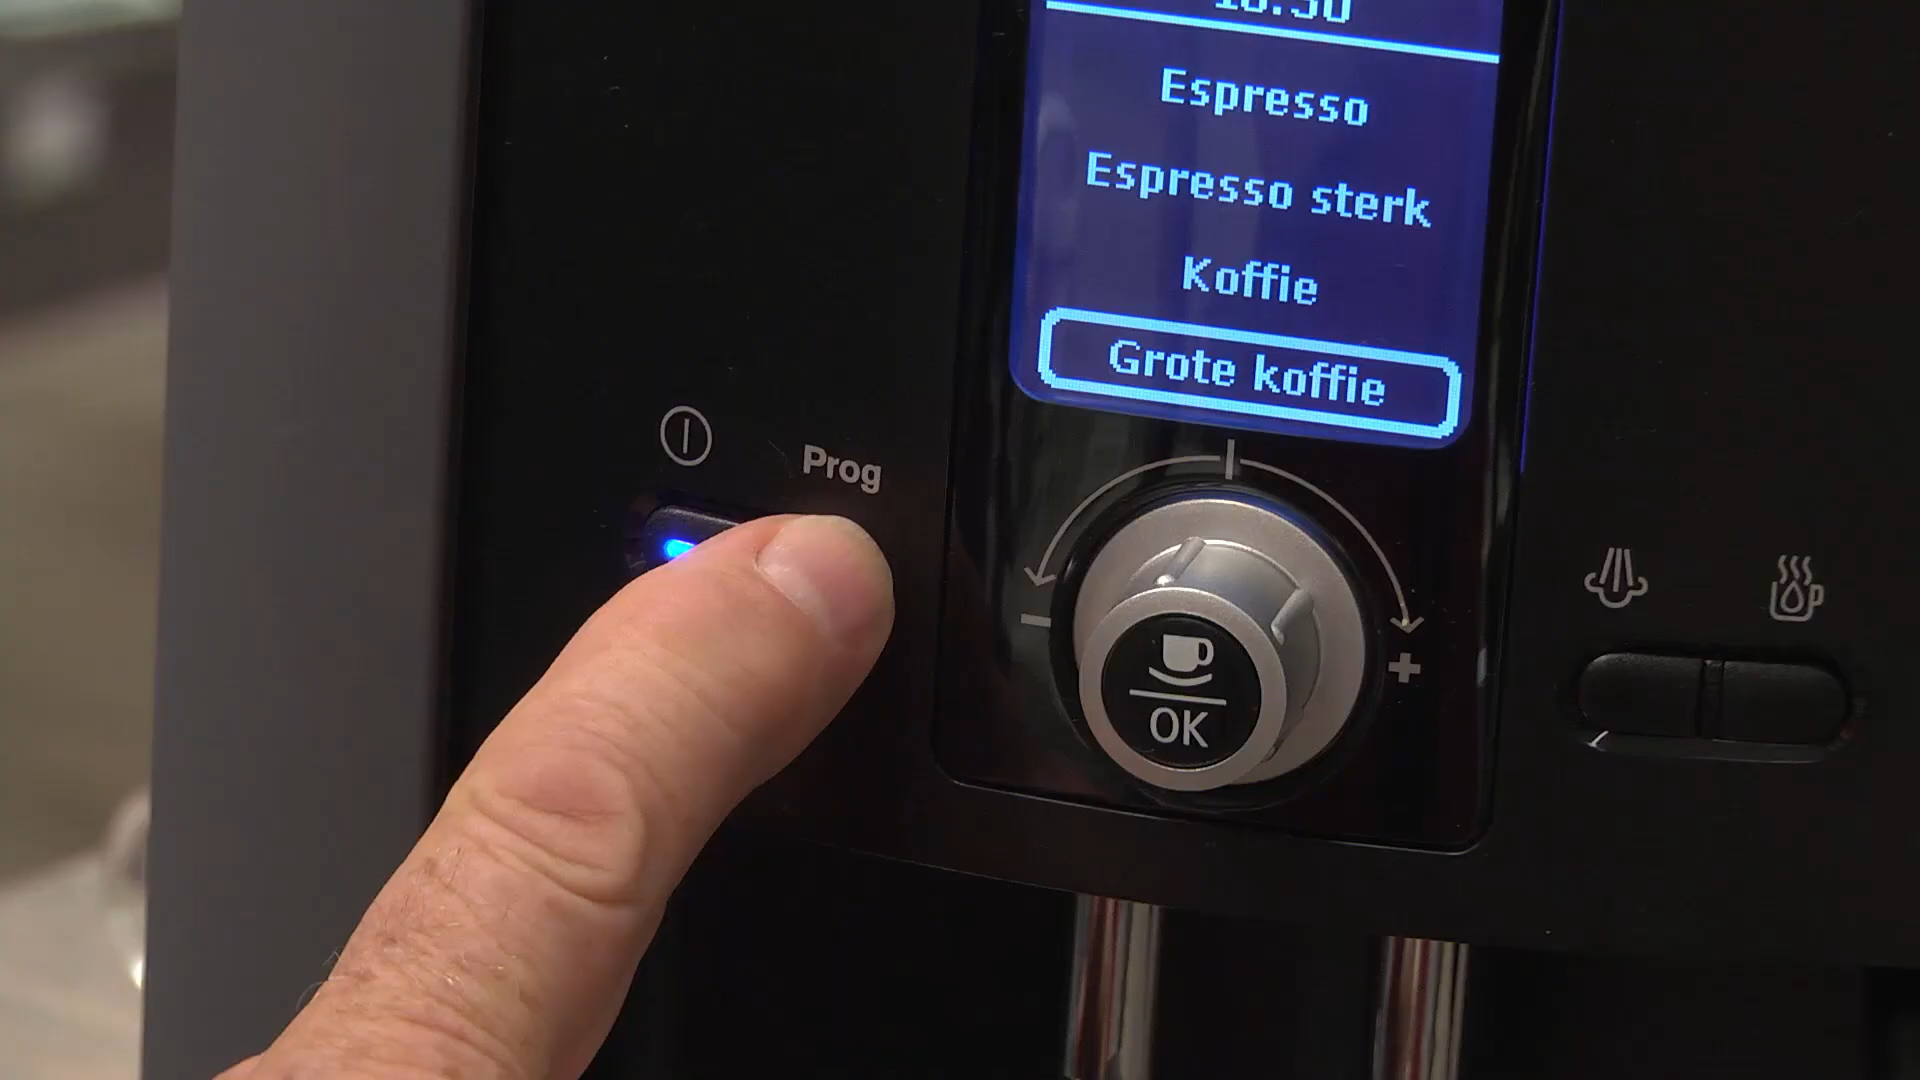 Espresso
Espresso sterk
Koffie
Grote koffie
Prog
OK